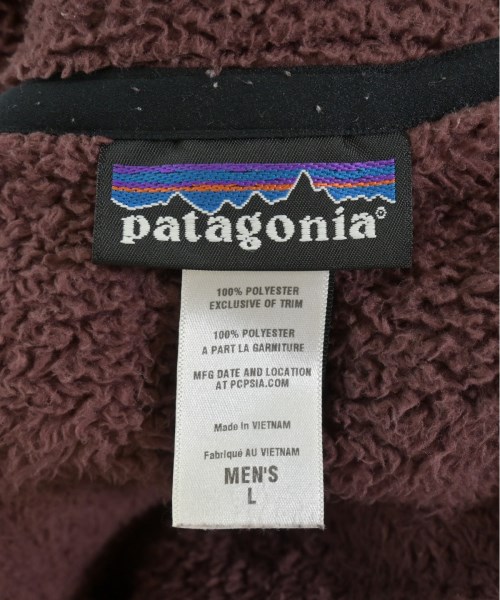 patagonia®
100% POLYESTER
EXCLUSIVE OF TRIM
100% POLYESTER
A PART LA GARNITURE
MFG DATE AND LOCATION
AT PCPSIA.COM
Made in VIETNAM
Fabriqué AU VIETNAM
MEN'S
L